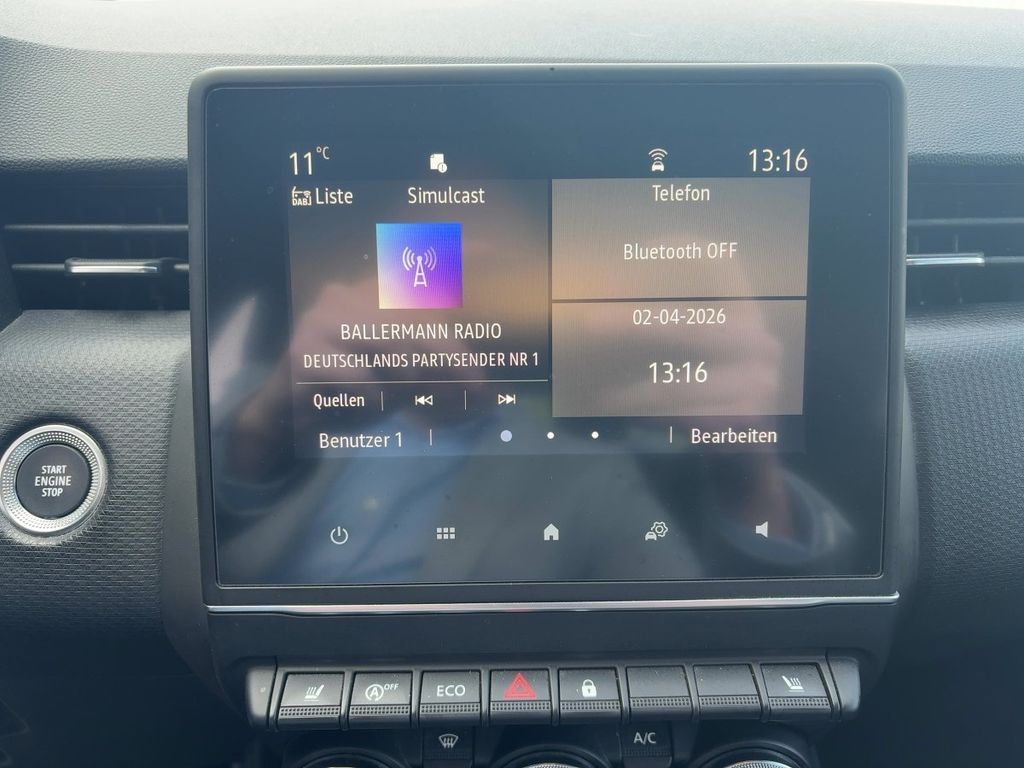 11°C
13:16
DAB Liste
Simulcast
Telefon
Bluetooth OFF
BALLERMANN RADIO
DEUTSCHLANDS PARTYSENDER NR 1
02-04-2026
13:16
Quellen
Benutzer 1
Bearbeiten
START
ENGINE
STOP
A OFF
ECO
A/C